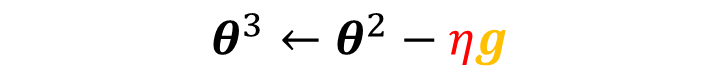 𝜽³ ← 𝜽² − 𝜂𝒈